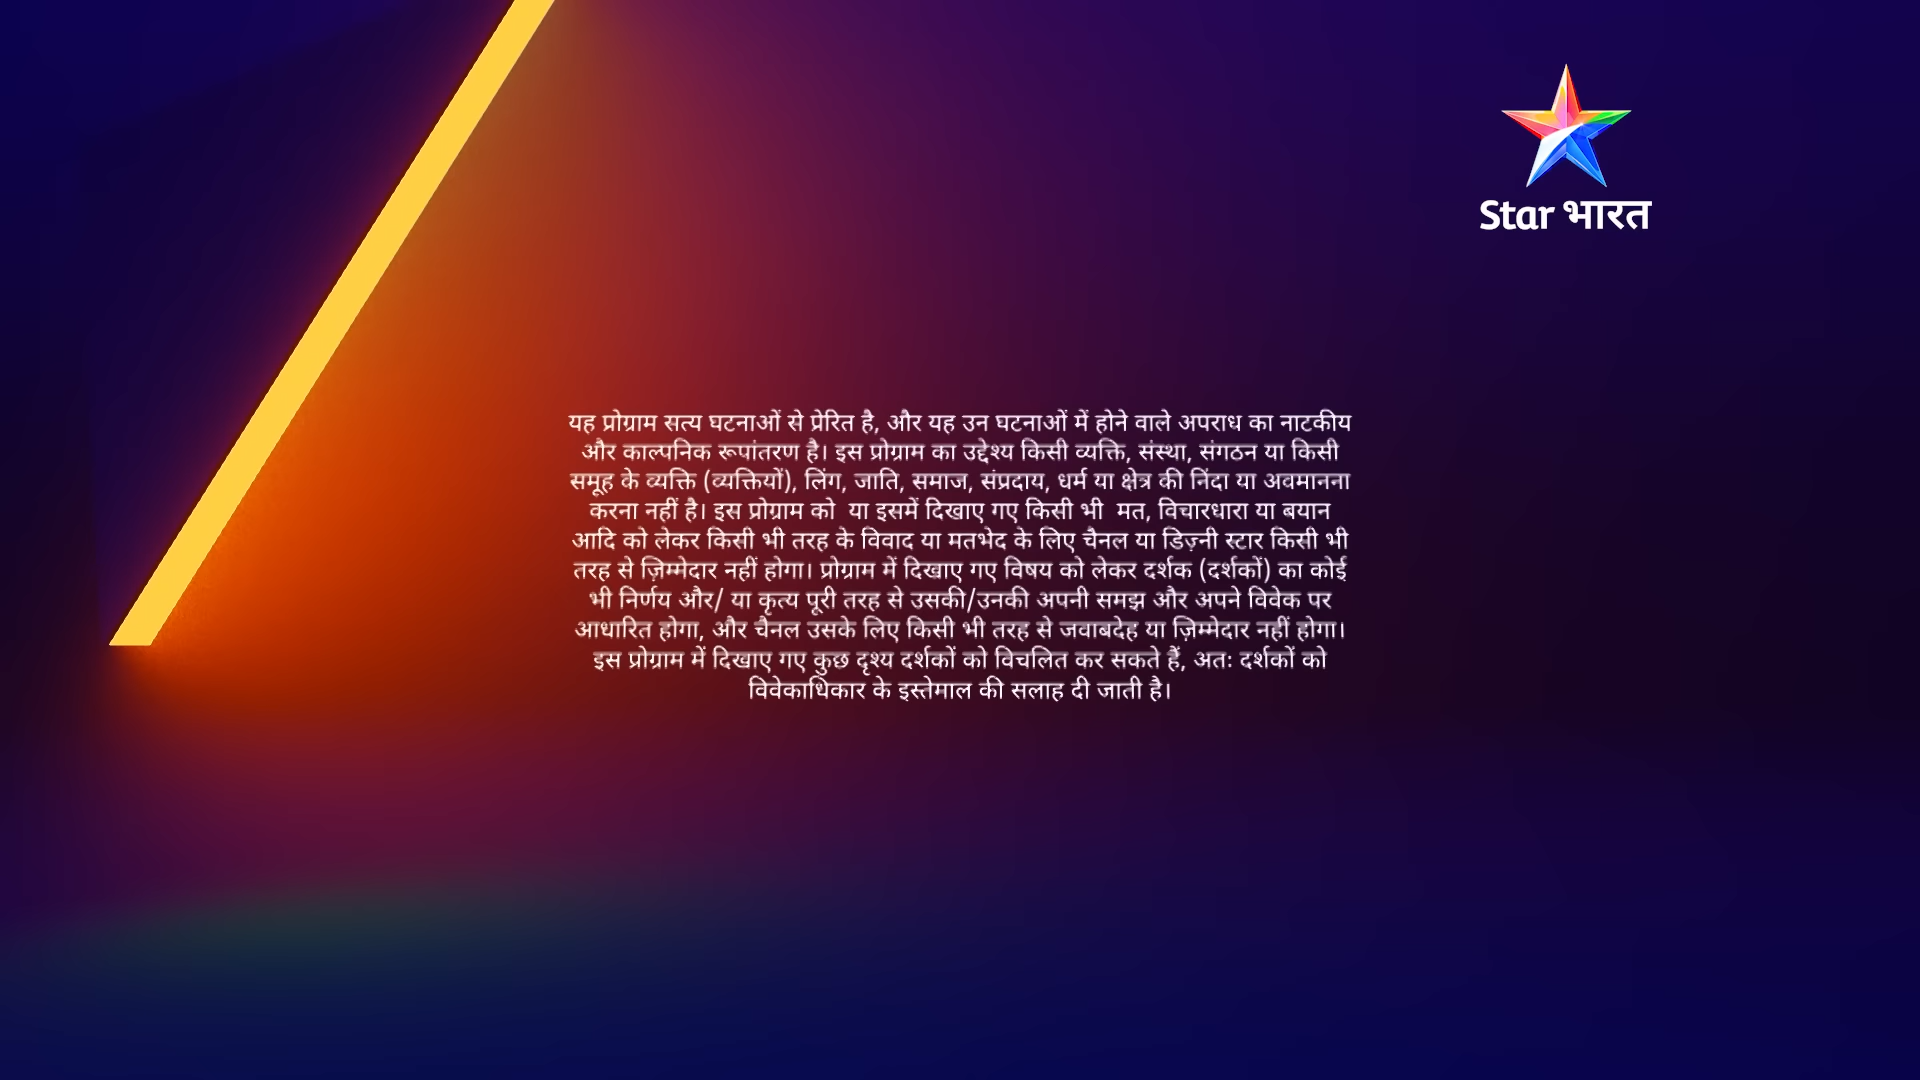 Star भारत
यह प्रोग्राम सत्य घटनाओं से प्रेरित है, और यह उन घटनाओं में होने वाले अपराध का नाटकीय
और काल्पनिक रूपांतरण है। इस प्रोग्राम का उद्देश्य किसी व्यक्ति, संस्था, संगठन या किसी
समूह के व्यक्ति (व्यक्तियों), लिंग, जाति, समाज, संप्रदाय, धर्म या क्षेत्र की निंदा या अवमानना
करना नहीं है। इस प्रोग्राम को या इसमें दिखाए गए किसी भी मत, विचारधारा या बयान
आदि को लेकर किसी भी तरह के विवाद या मतभेद के लिए चैनल या डिज़्नी स्टार किसी भी
तरह से ज़िम्मेदार नहीं होगा। प्रोग्राम में दिखाए गए विषय को लेकर दर्शक (दर्शकों) का कोई
भी निर्णय और/ या कृत्य पूरी तरह से उसकी/उनकी अपनी समझ और अपने विवेक पर
आधारित होगा, और चैनल उसके लिए किसी भी तरह से जवाबदेह या ज़िम्मेदार नहीं होगा।
इस प्रोग्राम में दिखाए गए कुछ दृश्य दर्शकों को विचलित कर सकते हैं, अतः दर्शकों को
विवेकाधिकार के इस्तेमाल की सलाह दी जाती है।